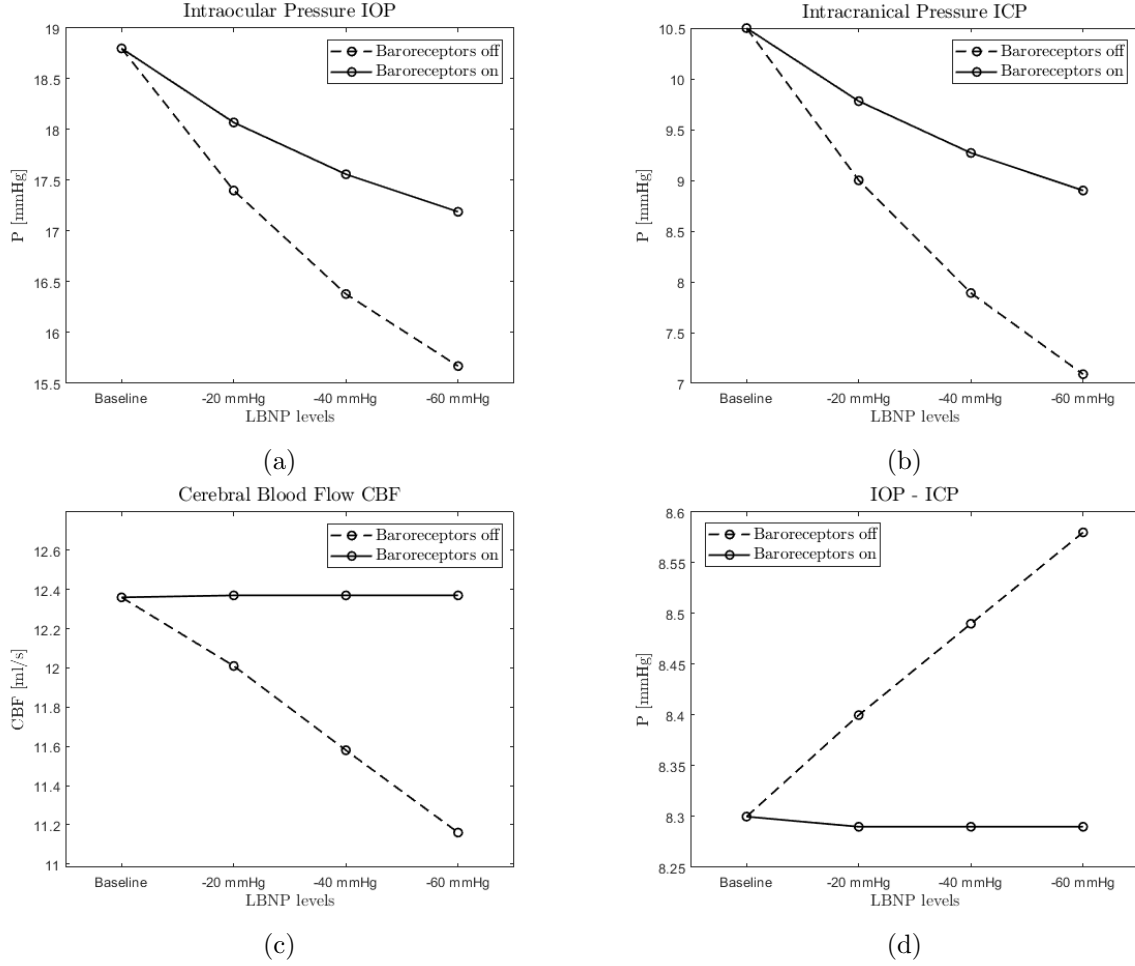 Intraocular Pressure IOP
19
18.5
18
17.5
17
16.5
16
15.5
P [mmHg]
Baroreceptors off
Baroreceptors on
Baseline
-20 mmHg
-40 mmHg
-60 mmHg
LBNP levels
(a)
Intracranical Pressure ICP
10.5
10
9.5
9
8.5
8
7.5
7
P [mmHg]
Baroreceptors off
Baroreceptors on
Baseline
-20 mmHg
-40 mmHg
-60 mmHg
LBNP levels
(b)
Cerebral Blood Flow CBF
12.6
12.4
12.2
12
11.8
11.6
11.4
11.2
11
CBF [ml/s]
Baroreceptors off
Baroreceptors on
Baseline
-20 mmHg
-40 mmHg
-60 mmHg
LBNP levels
(c)
IOP - ICP
8.6
8.55
8.5
8.45
8.4
8.35
8.3
8.25
P [mmHg]
Baroreceptors off
Baroreceptors on
Baseline
-20 mmHg
-40 mmHg
-60 mmHg
LBNP levels
(d)